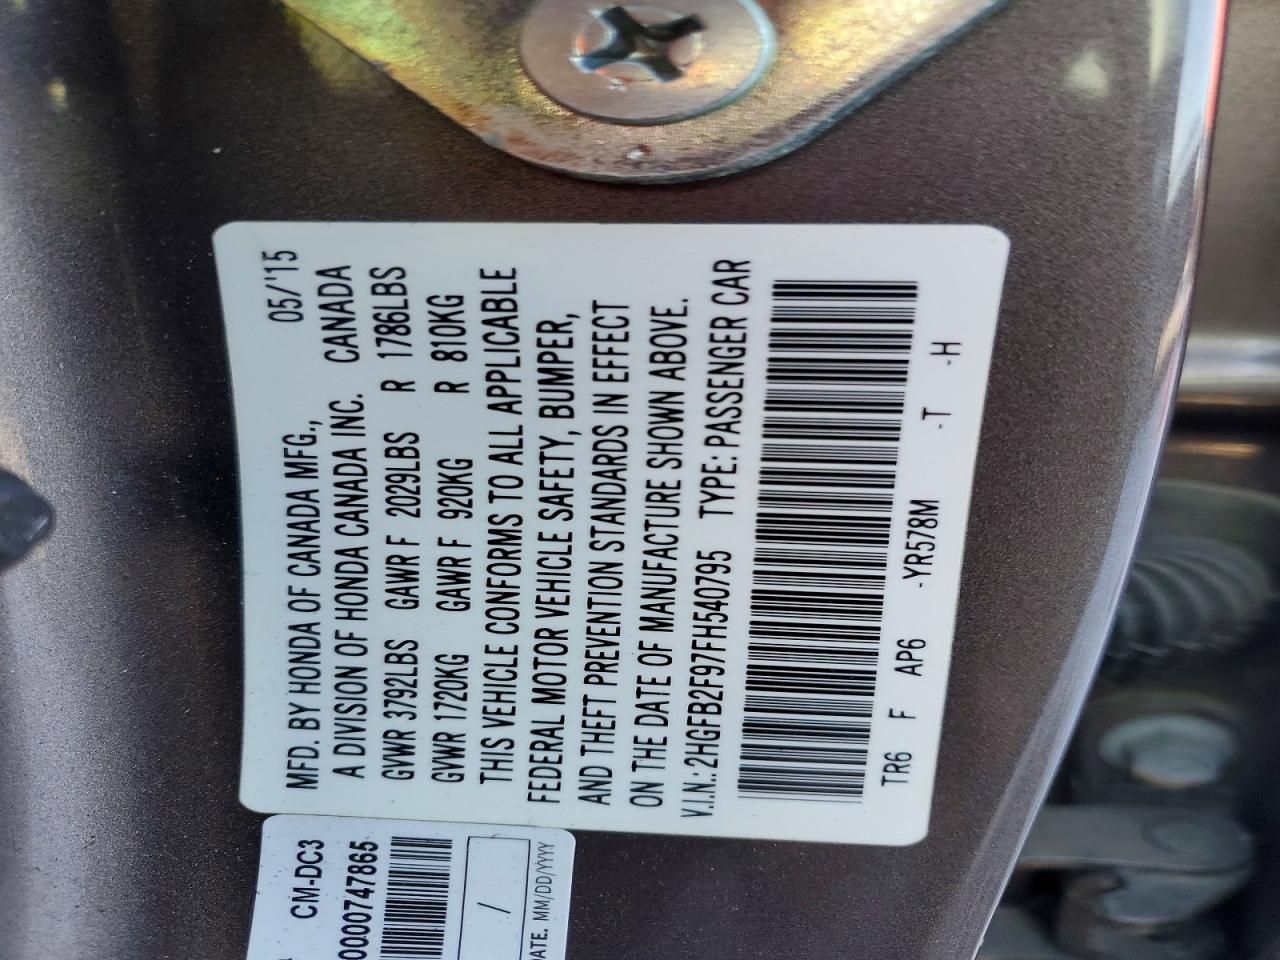 MFD. BY HONDA OF CANADA MFG., 05/'15
A DIVISION OF HONDA CANADA INC. CANADA
GVWR 3792LBS GAWR F 2029LBS R 1786LBS
GVWR 1720KG GAWR F 920KG R 810KG
THIS VEHICLE CONFORMS TO ALL APPLICABLE
FEDERAL MOTOR VEHICLE SAFETY, BUMPER,
AND THEFT PREVENTION STANDARDS IN EFFECT
ON THE DATE OF MANUFACTURE SHOWN ABOVE.
V.I.N.: 2HGFB2F97FH540795 TYPE: PASSENGER CAR
TR6 F AP6 -YR578M -T -H
CM-DC3
0000747865
/
DATE. MM/DD/YYYY